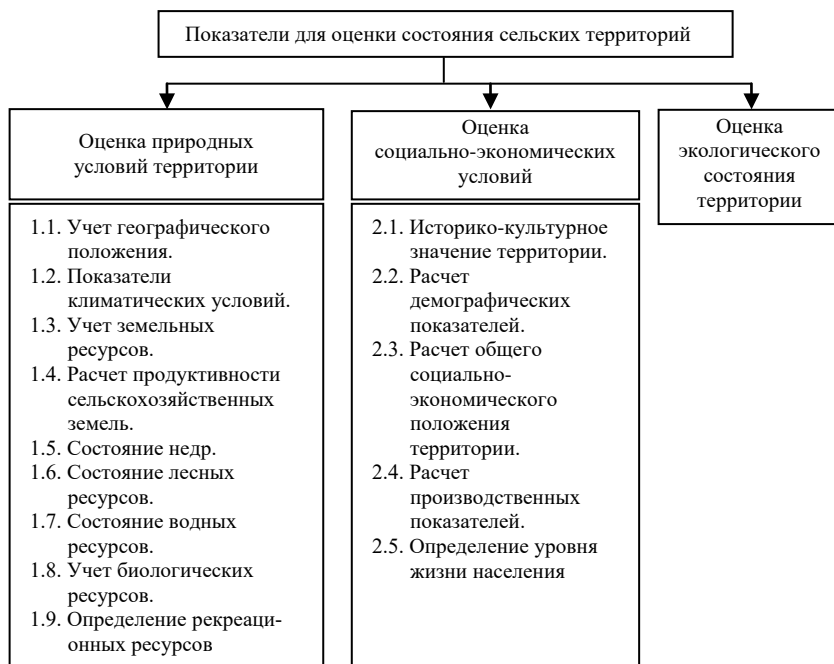 Показатели для оценки состояния сельских территорий
Оценка природных
условий территории
Оценка
социально-экономических
условий
Оценка
экологического
состояния
территории
1.1. Учет географического
положения.
1.2. Показатели
климатических условий.
1.3. Учет земельных
ресурсов.
1.4. Расчет продуктивности
сельскохозяйственных
земель.
1.5. Состояние недр.
1.6. Состояние лесных
ресурсов.
1.7. Состояние водных
ресурсов.
1.8. Учет биологических
ресурсов.
1.9. Определение рекреаци-
онных ресурсов
2.1. Историко-культурное
значение территории.
2.2. Расчет
демографических
показателей.
2.3. Расчет общего
социально-
экономического
положения
территории.
2.4. Расчет
производственных
показателей.
2.5. Определение уровня
жизни населения